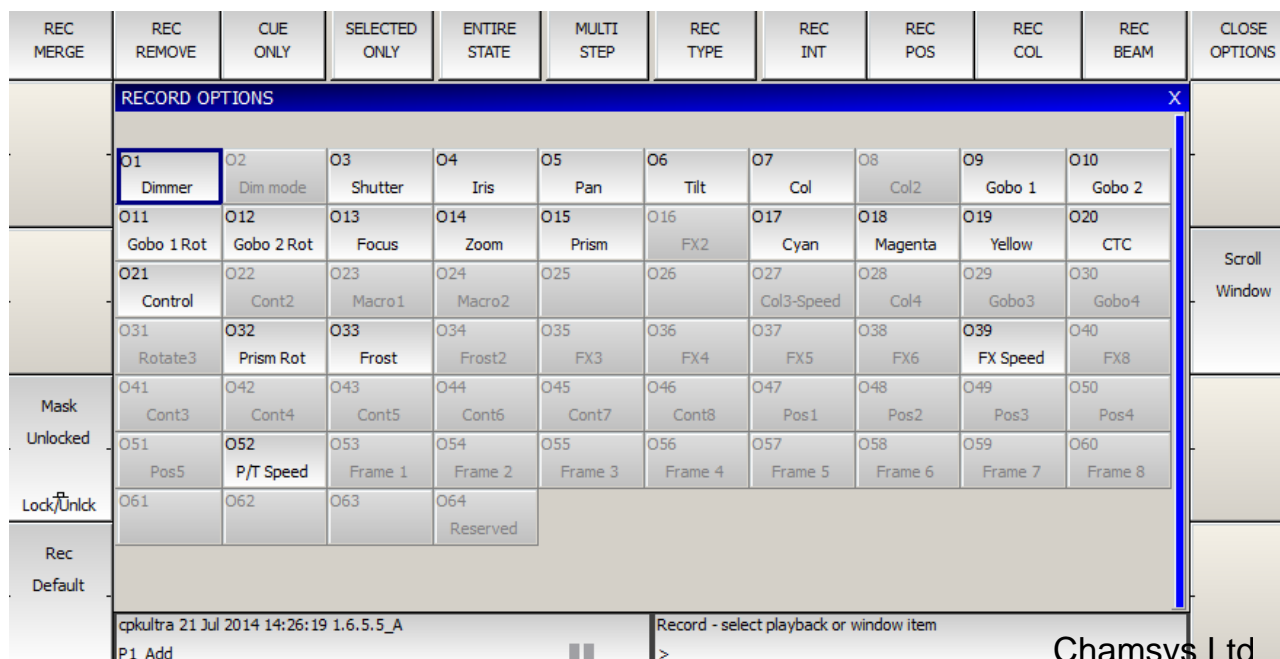 REC MERGE
REC REMOVE
CUE ONLY
SELECTED ONLY
ENTIRE STATE
MULTI STEP
REC TYPE
REC INT
REC POS
REC COL
REC BEAM
CLOSE OPTIONS
RECORD OPTIONS X
O1 O2 O3 O4 O5 O6 O7 O8 O9 O10
Dimmer Dim mode Shutter Iris Pan Tilt Col Col2 Gobo 1 Gobo 2
O11 O12 O13 O14 O15 O16 O17 O18 O19 O20
Gobo 1 Rot Gobo 2 Rot Focus Zoom Prism FX2 Cyan Magenta Yellow CTC
O21 O22 O23 O24 O25 O26 O27 O28 O29 O30
Control Cont2 Macro1 Macro2 Col3-Speed Col4 Gobo3 Gobo4
O31 O32 O33 O34 O35 O36 O37 O38 O39 O40
Rotate3 Prism Rot Frost Frost2 FX3 FX4 FX5 FX6 FX Speed FX8
O41 O42 O43 O44 O45 O46 O47 O48 O49 O50
Cont3 Cont4 Cont5 Cont6 Cont7 Cont8 Pos1 Pos2 Pos3 Pos4
O51 O52 O53 O54 O55 O56 O57 O58 O59 O60
Pos5 P/T Speed Frame 1 Frame 2 Frame 3 Frame 4 Frame 5 Frame 6 Frame 7 Frame 8
O61 O62 O63 O64
Reserved
Scroll
Window
Mask
Unlocked
Lock/Unlck
Rec
Default
cpkultra 21 Jul 2014 14:26:19 1.6.5.5_A
P1 Add
Record - select playback or window item
>
Chamsys Ltd